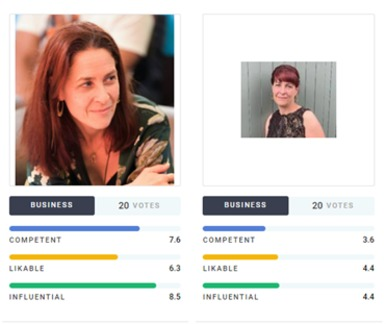 BUSINESS 20 VOTES
COMPETENT 7.6
LIKABLE 6.3
INFLUENTIAL 8.5
BUSINESS 20 VOTES
COMPETENT 3.6
LIKABLE 4.4
INFLUENTIAL 4.4